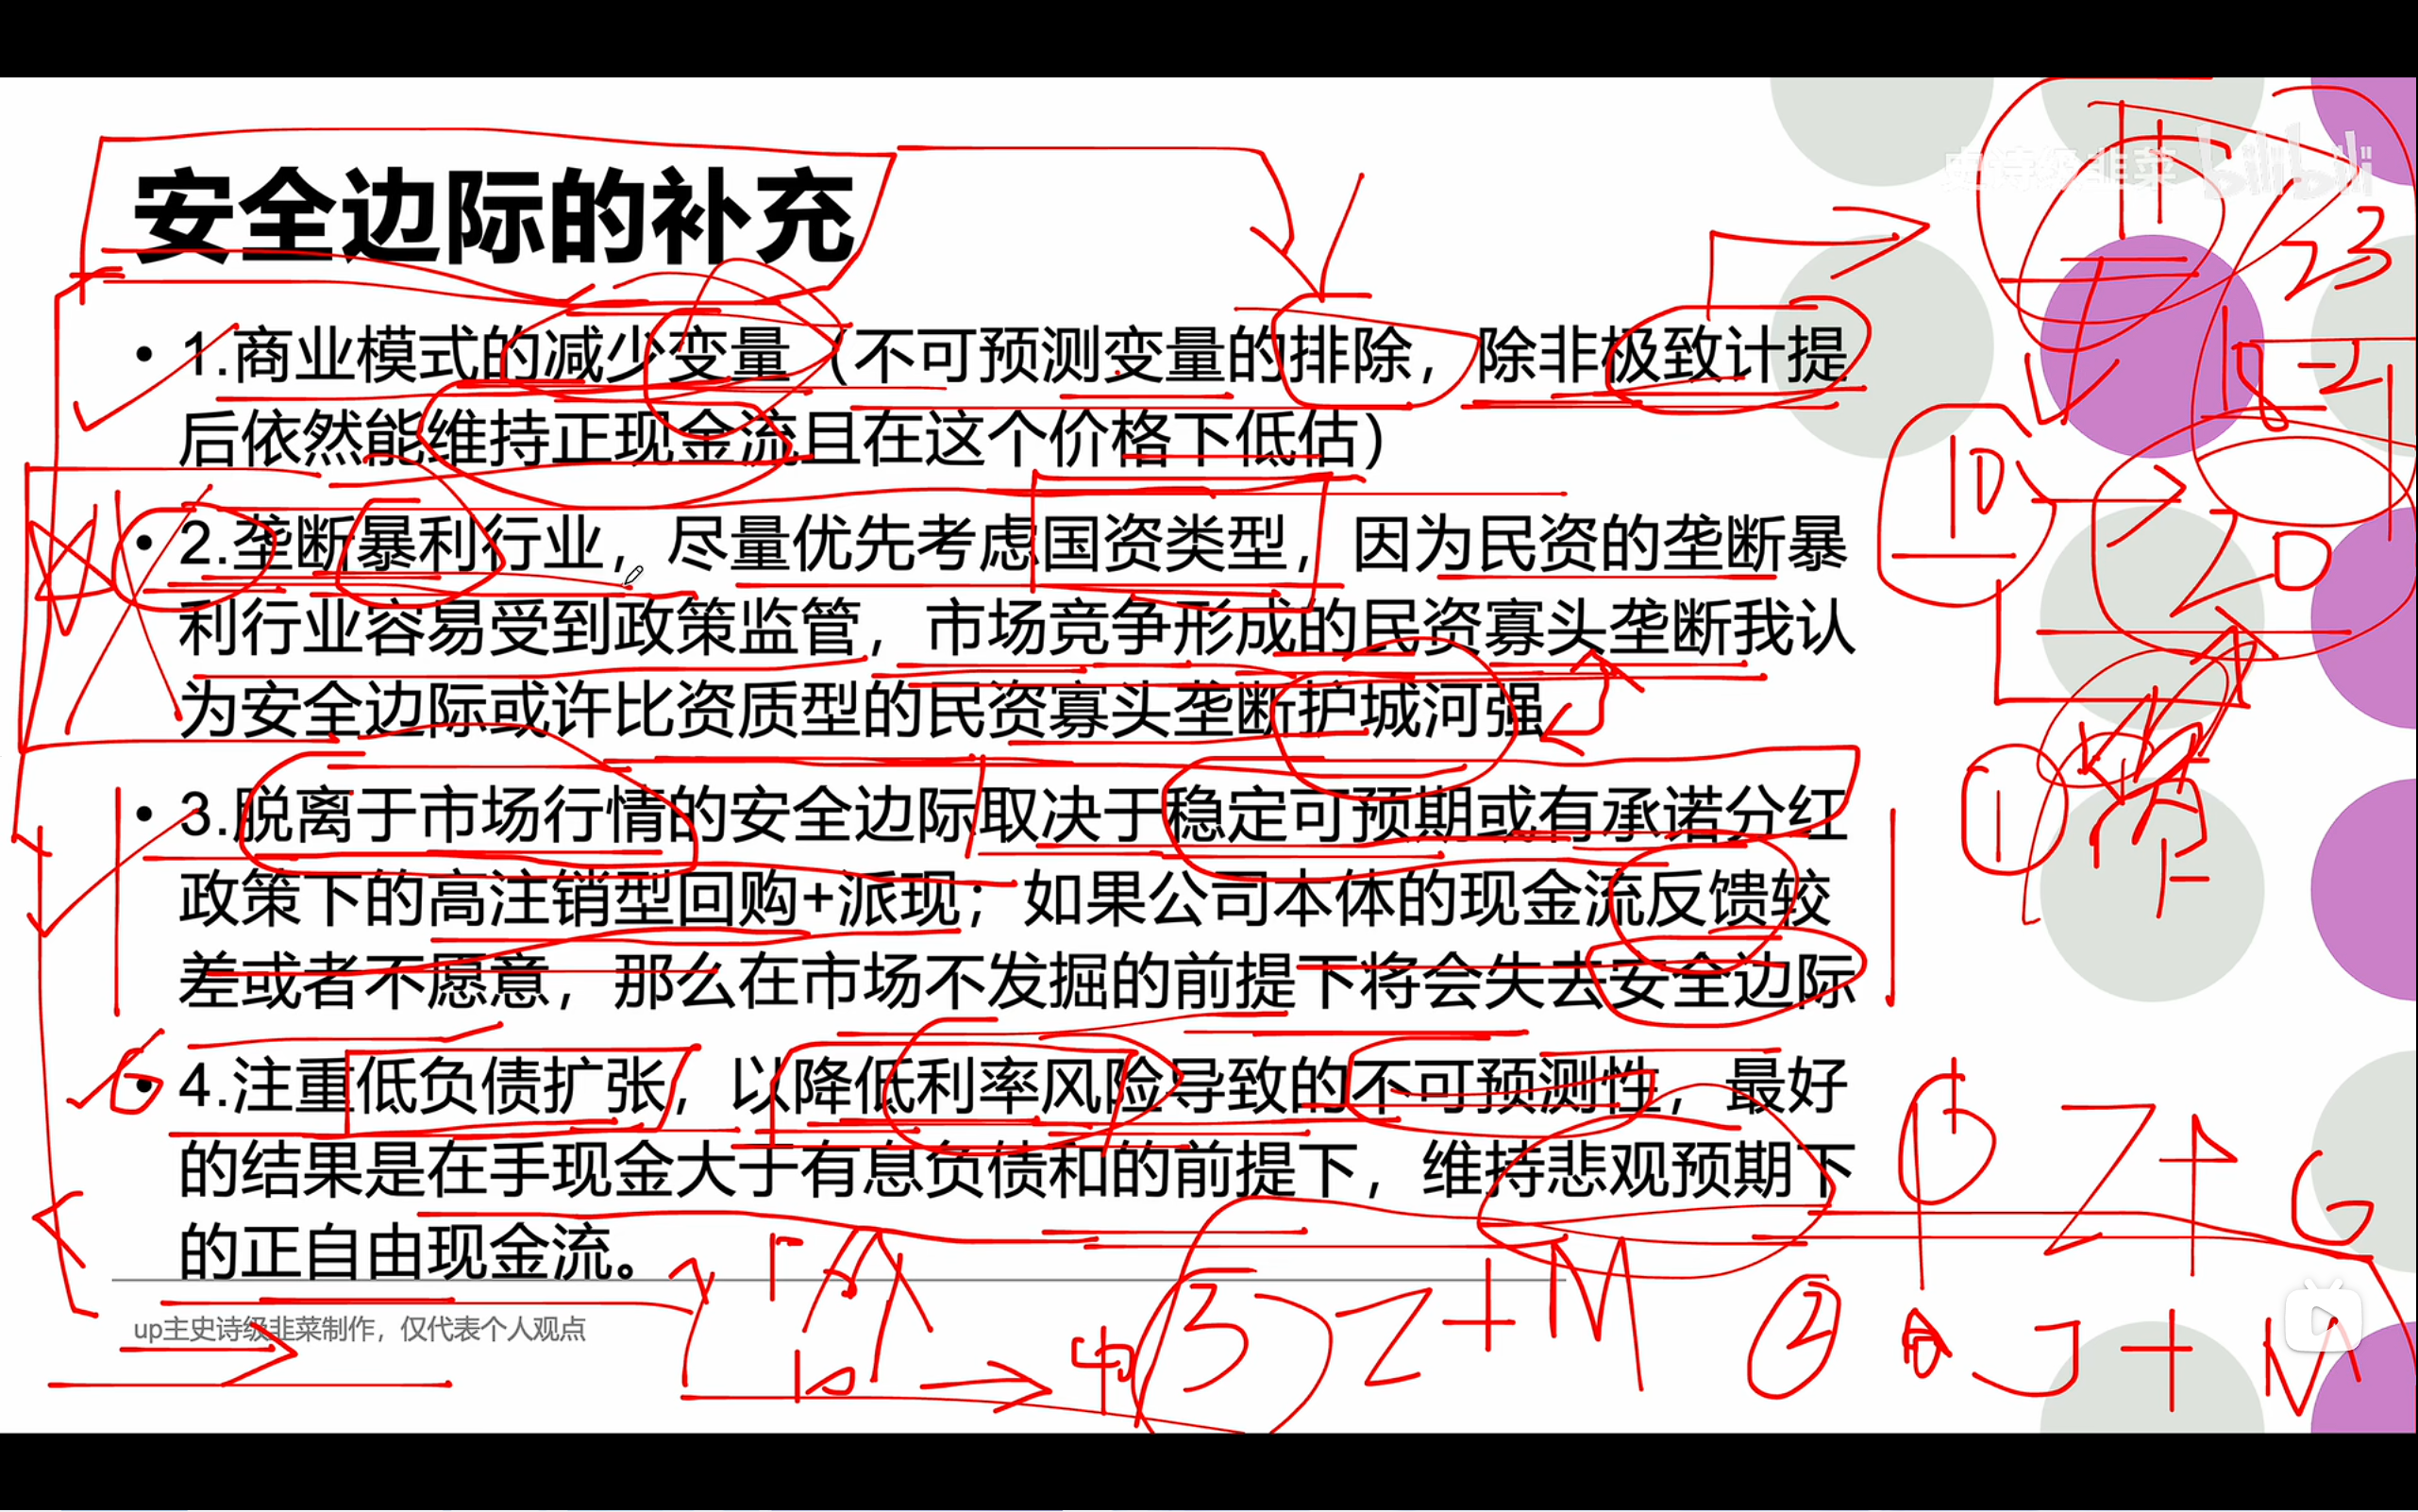 史诗级韭菜 bilibili
安全边际的补充
• 1.商业模式的减少变量（不可预测变量的排除，除非极致计提
后依然能维持正现金流且在这个价格下低估）
• 2.垄断暴利行业，尽量优先考虑国资类型，因为民资的垄断暴
利行业容易受到政策监管，市场竞争形成的民资寡头垄断我认
为安全边际或许比资质型的民资寡头垄断护城河强
• 3.脱离于市场行情的安全边际取决于稳定可预期或有承诺分红
政策下的高注销型回购+派现；如果公司本体的现金流反馈较
差或者不愿意，那么在市场不发掘的前提下将会失去安全边际
• 4.注重低负债扩张，以降低利率风险导致的不可预测性，最好
的结果是在手现金大于有息负债和的前提下，维持悲观预期下
的正自由现金流。
up主史诗级韭菜制作，仅代表个人观点
23
10
20
①
Z
G
中
③ Z+M
② J+M